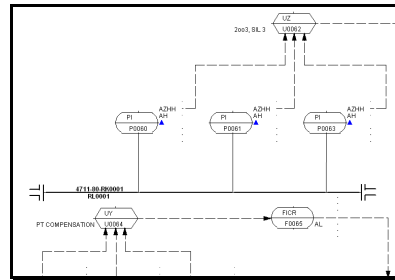 UZ
2oo3, SIL 3
U0062
AZHH
AH
PI
P0060
AZHH
AH
PI
P0061
AZHH
AH
PI
P0063
4711-80-RK0001
RL0001
UY
U0064
PT COMPENSATION
FICR
F0065
AL